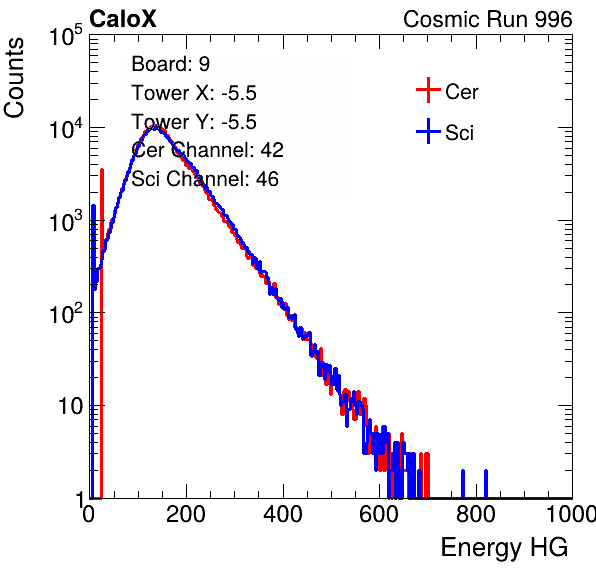 CaloX
Cosmic Run 996
Counts
10^5
10^4
10^3
10^2
10
1
Board: 9
Tower X: -5.5
Tower Y: -5.5
Cer Channel: 42
Sci Channel: 46
Cer
Sci
0
200
400
600
800
1000
Energy HG